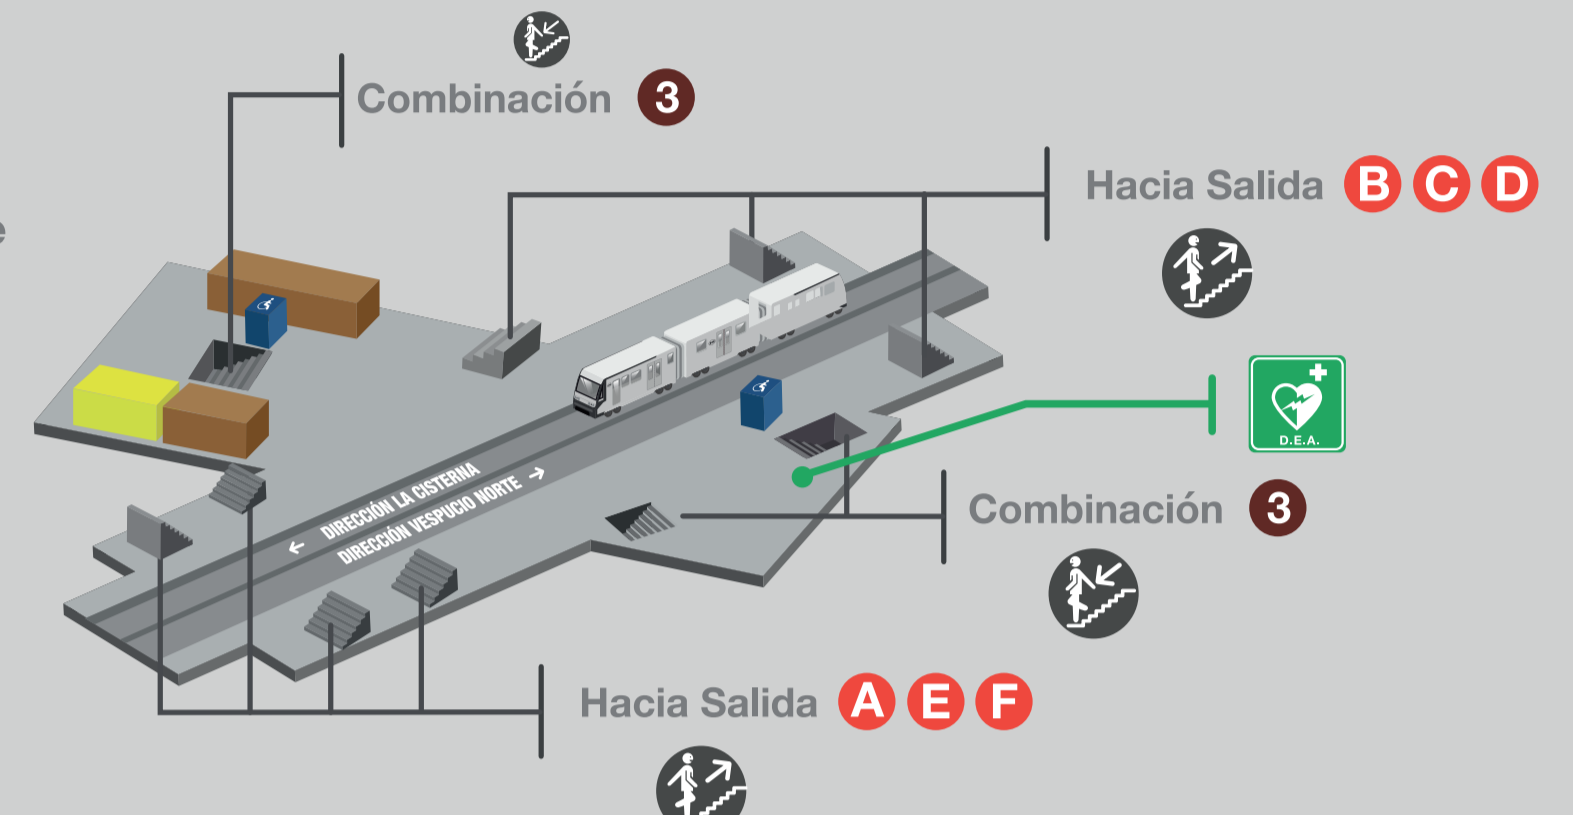 Combinación 3
Hacia Salida B C D
e
D.E.A.
← DIRECCIÓN LA CISTERNA
DIRECCIÓN VESPUCIO NORTE →
Combinación 3
Hacia Salida A E F